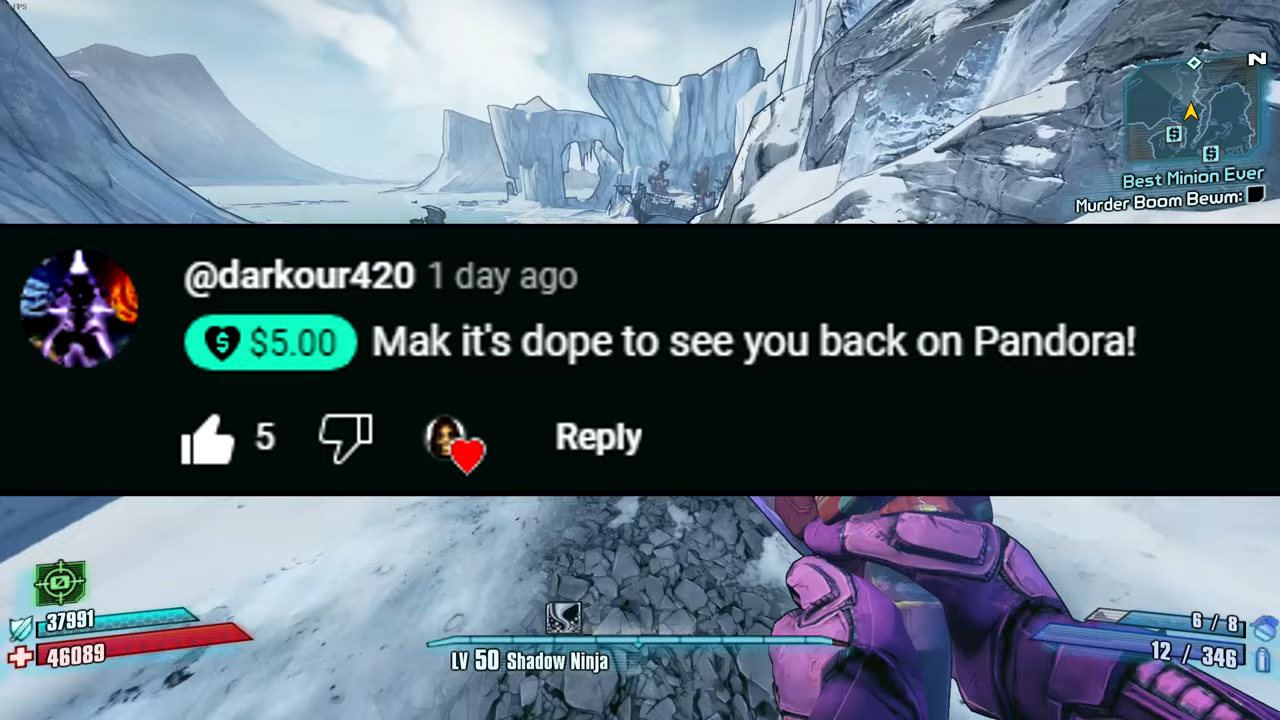 FPS
N
Best Minion Ever
Murder Boom Bewm:
@darkour420 1 day ago
$5.00 Mak it's dope to see you back on Pandora!
5 Reply
37991
46089
LV 50 Shadow Ninja
6 / 8
12 / 346